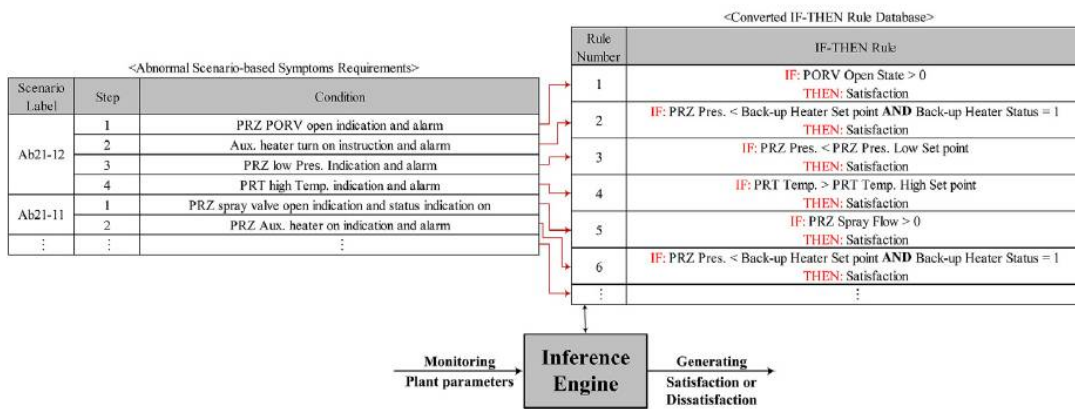 <Converted IF-THEN Rule Database>
Rule Number IF-THEN Rule
1 IF: PORV Open State > 0
THEN: Satisfaction
2 IF: PRZ Pres. < Back-up Heater Set point AND Back-up Heater Status = 1
THEN: Satisfaction
3 IF: PRZ Pres. < PRZ Pres. Low Set point
THEN: Satisfaction
4 IF: PRT Temp. > PRT Temp. High Set point
THEN: Satisfaction
5 IF: PRZ Spray Flow > 0
THEN: Satisfaction
6 IF: PRZ Pres. < Back-up Heater Set point AND Back-up Heater Status = 1
THEN: Satisfaction
⋮ ⋮
<Abnormal Scenario-based Symptoms Requirements>
Scenario Label Step Condition
Ab21-12
1 PRZ PORV open indication and alarm
2 Aux. heater turn on instruction and alarm
3 PRZ low Pres. Indication and alarm
4 PRT high Temp. indication and alarm
Ab21-11
1 PRZ spray valve open indication and status indication on
2 PRZ Aux. heater on indication and alarm
⋮ ⋮ ⋮
Monitoring
Plant parameters
Inference
Engine
Generating
Satisfaction or
Dissatisfaction